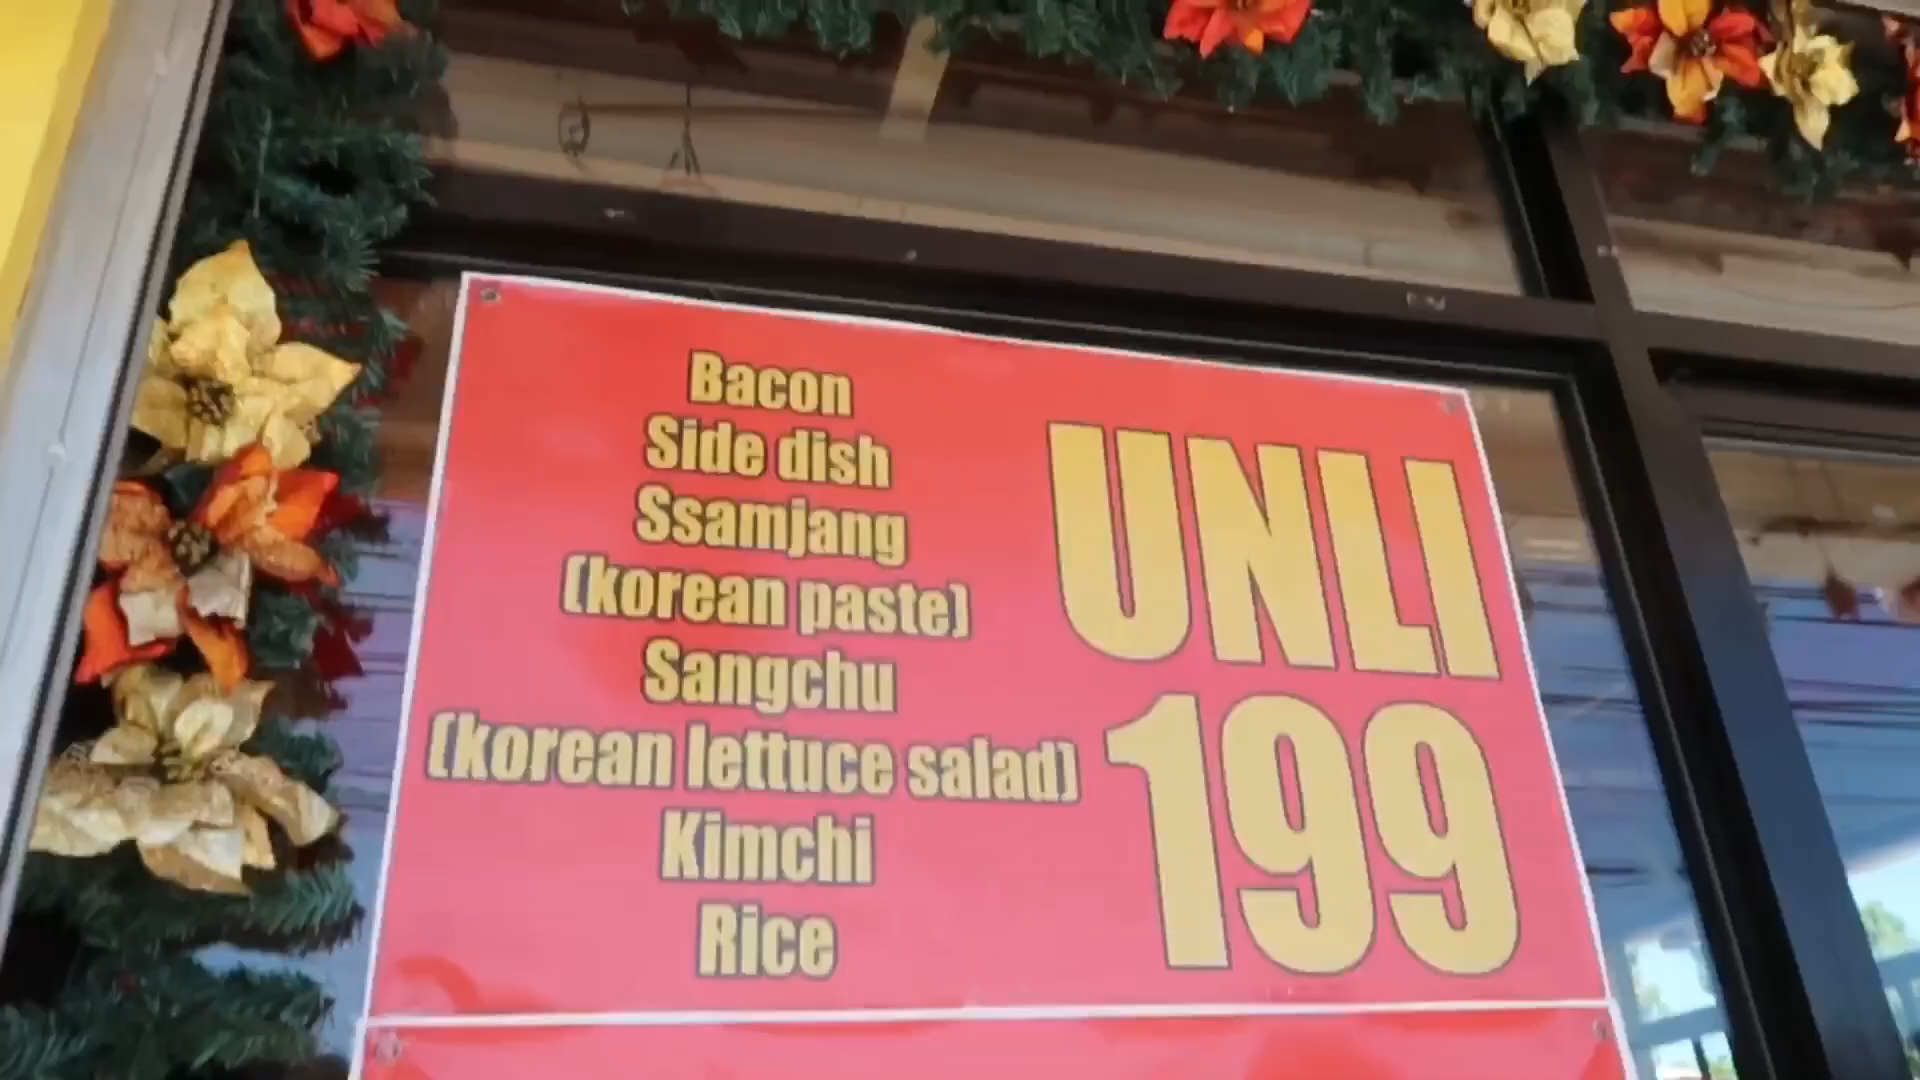 Bacon
Side dish
Ssamjang
(korean paste)
Sangchu
(korean lettuce salad)
Kimchi
Rice
UNLI
199